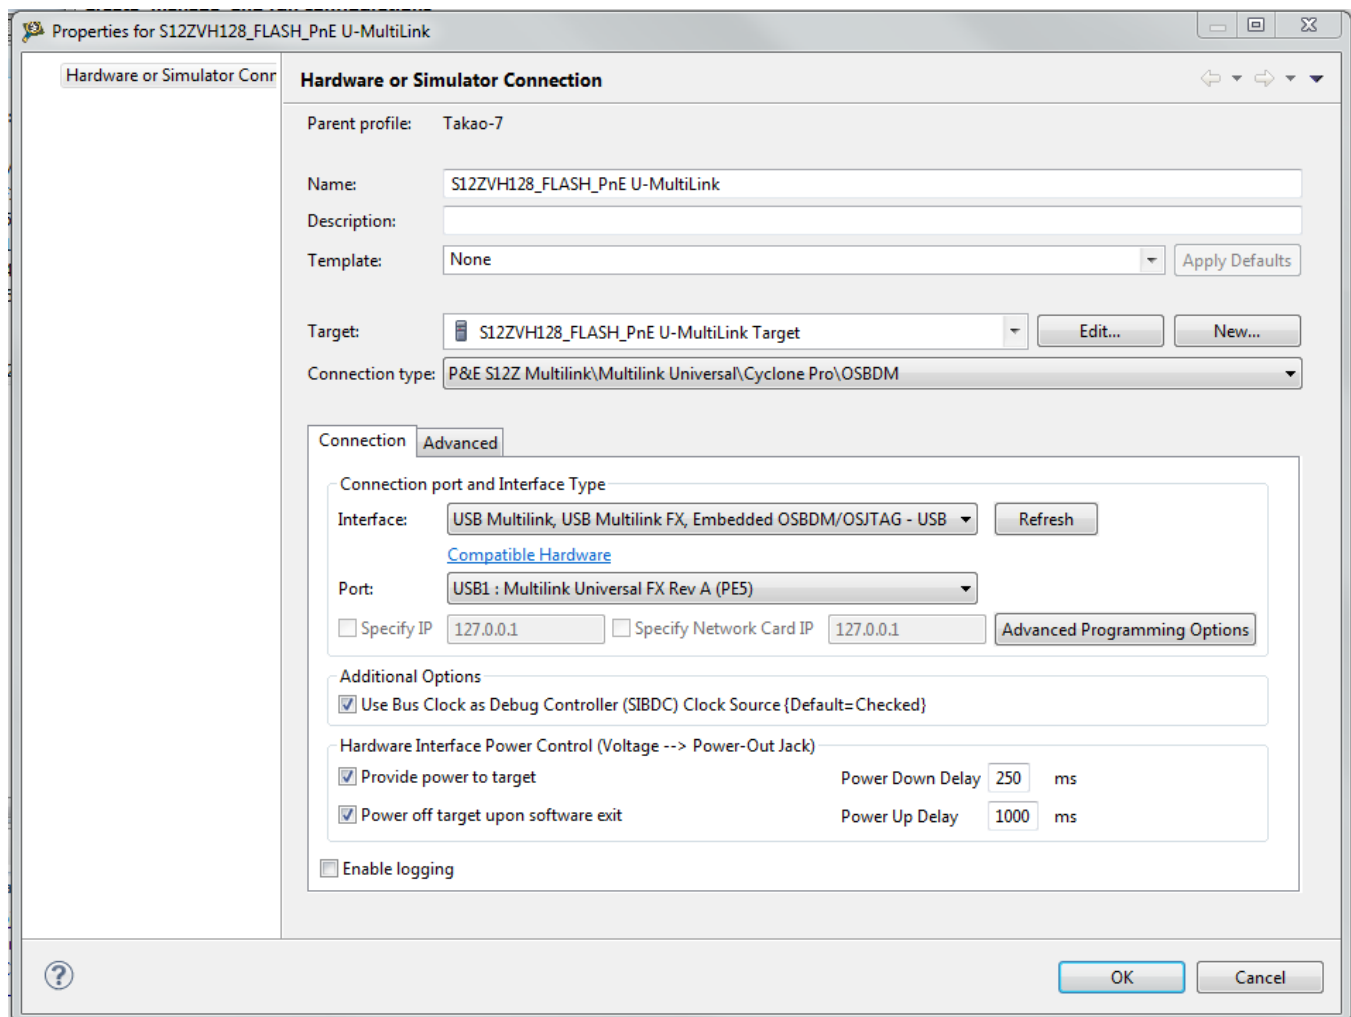 Properties for S12ZVH128_FLASH_PnE U-MultiLink
Hardware or Simulator Conn
Hardware or Simulator Connection
Parent profile: Takao-7
Name: S12ZVH128_FLASH_PnE U-MultiLink
Description:
Template: None Apply Defaults
Target: S12ZVH128_FLASH_PnE U-MultiLink Target Edit... New...
Connection type: P&E S12Z Multilink\Multilink Universal\Cyclone Pro\OSBDM
Connection Advanced
Connection port and Interface Type
Interface: USB Multilink, USB Multilink FX, Embedded OSBDM/OSJTAG - USB Refresh
Compatible Hardware
Port: USB1 : Multilink Universal FX Rev A (PE5)
Specify IP 127.0.0.1 Specify Network Card IP 127.0.0.1 Advanced Programming Options
Additional Options
Use Bus Clock as Debug Controller (SIBDC) Clock Source {Default=Checked}
Hardware Interface Power Control (Voltage --> Power-Out Jack)
Provide power to target Power Down Delay 250 ms
Power off target upon software exit Power Up Delay 1000 ms
Enable logging
? OK Cancel